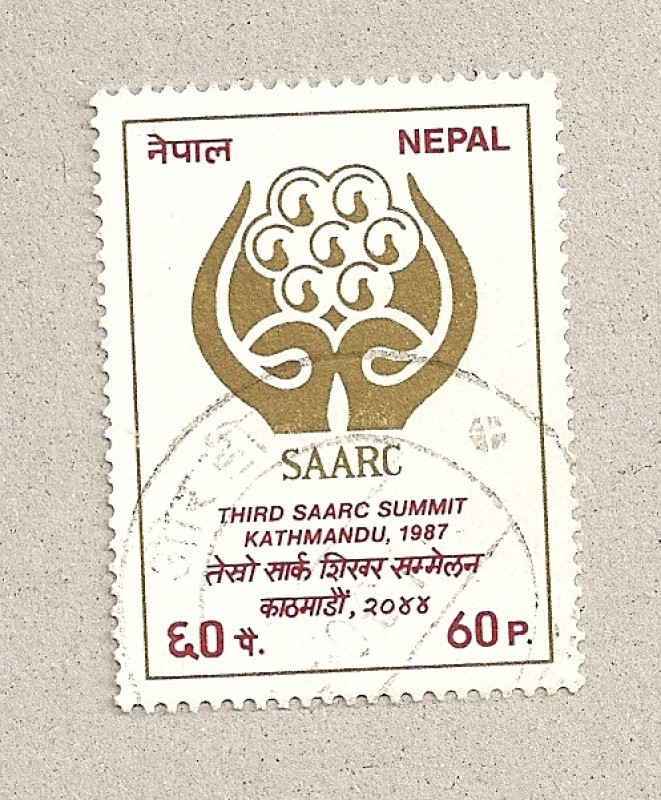 नेपाल NEPAL
SAARC
THIRD SAARC SUMMIT
KATHMANDU, 1987
तेस्रो सार्क शिखर सम्मेलन
काठमाडौं, २०४४
६० पै. 60 P.